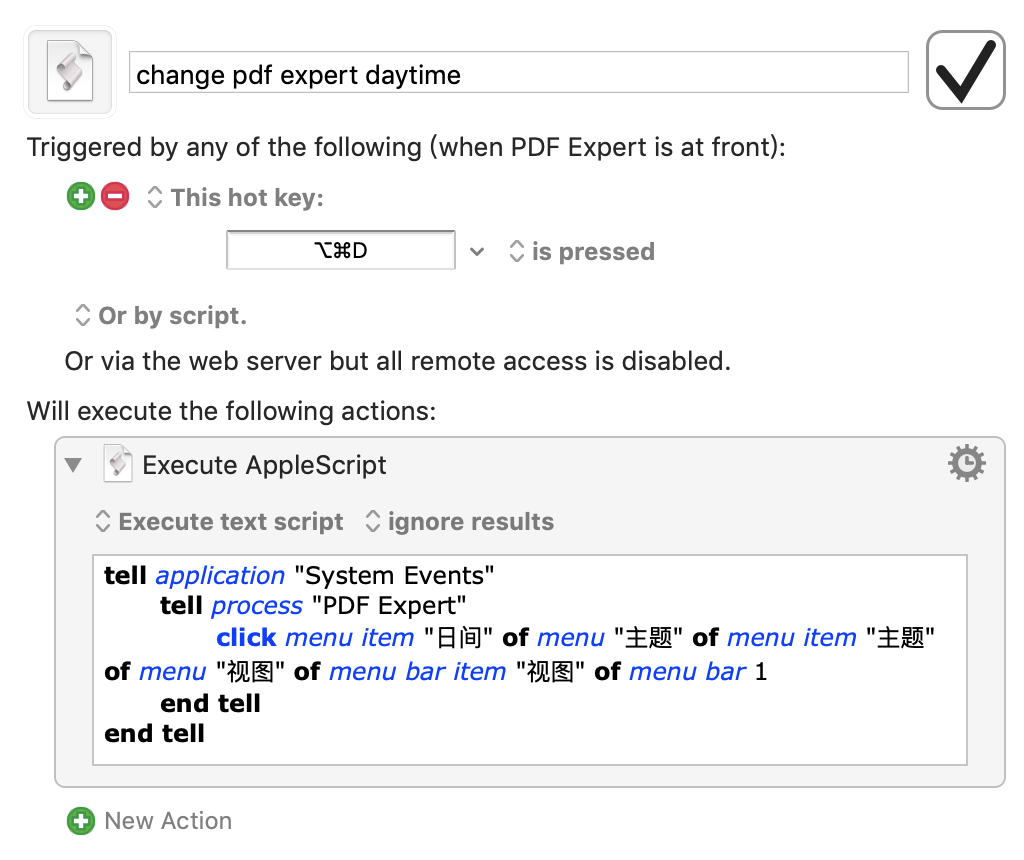 change pdf expert daytime
Triggered by any of the following (when PDF Expert is at front):
This hot key:
⌥⌘D
is pressed
Or by script.
Or via the web server but all remote access is disabled.
Will execute the following actions:
Execute AppleScript
Execute text script ignore results
tell application "System Events"
tell process "PDF Expert"
click menu item "日间" of menu "主题" of menu item "主题"
of menu "视图" of menu bar item "视图" of menu bar 1
end tell
end tell
New Action